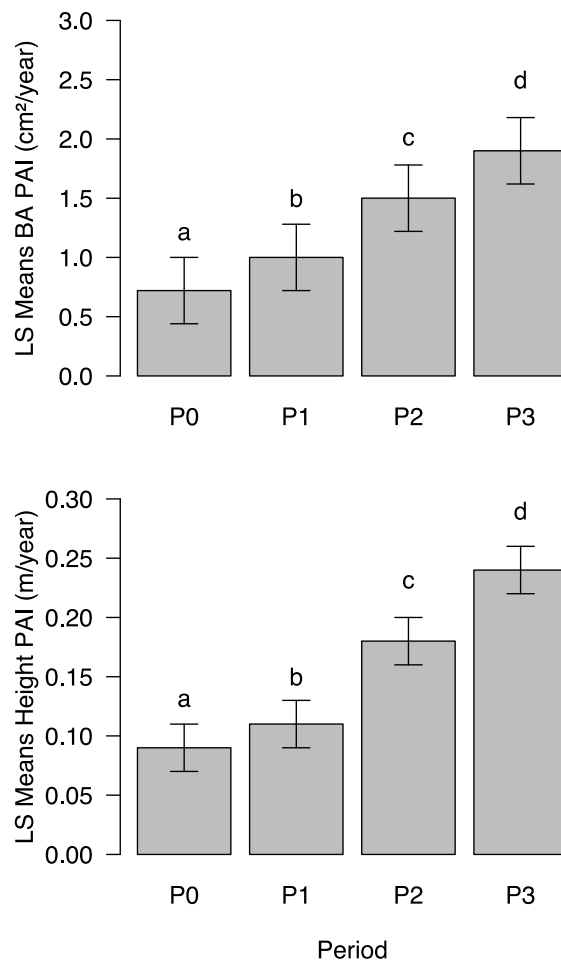 LS Means BA PAI (cm²/year)
3.0
2.5
2.0
1.5
1.0
0.5
0.0
a
b
c
d
P0 P1 P2 P3
LS Means Height PAI (m/year)
0.30
0.25
0.20
0.15
0.10
0.05
0.00
a
b
c
d
P0 P1 P2 P3
Period